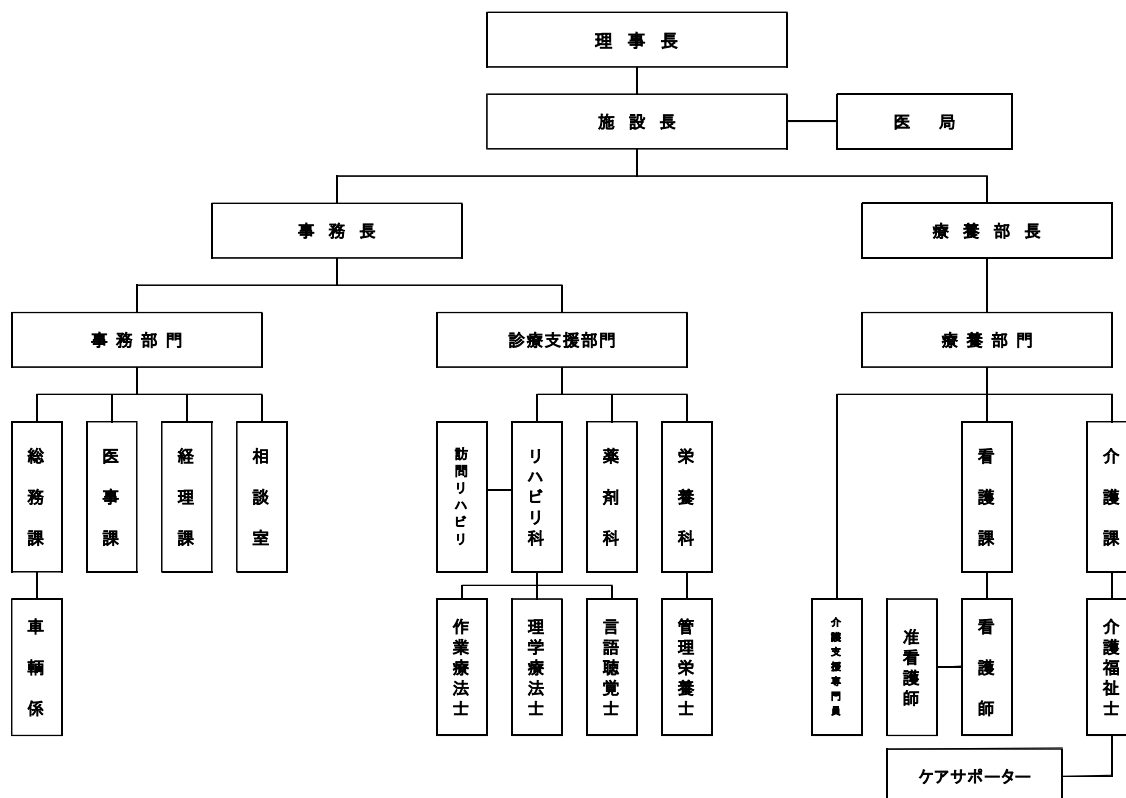 理事長
施設長
医局
事務長
療養部長
事務部門
診療支援部門
療養部門
総務課
医事課
経理課
相談室
訪問リハビリ
リハビリ科
薬剤科
栄養科
看護課
介護課
車輌係
作業療法士
理学療法士
言語聴覚士
管理栄養士
介護支援専門員
准看護師
看護師
介護福祉士
ケアサポーター